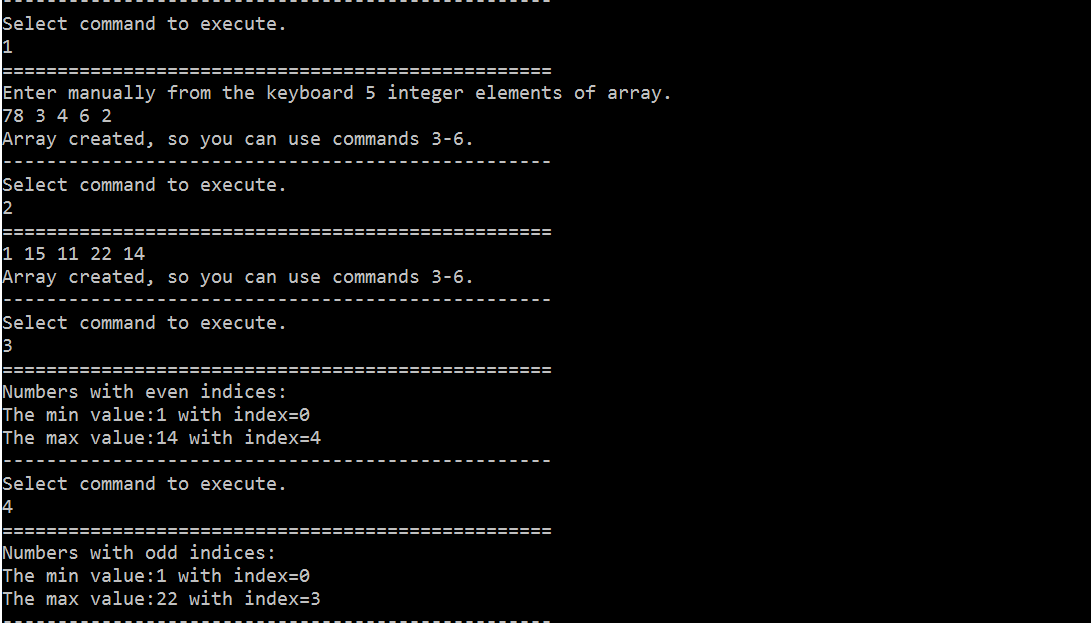 --------------------------------------------------
Select command to execute.
1
==================================================
Enter manually from the keyboard 5 integer elements of array.
78 3 4 6 2
Array created, so you can use commands 3-6.
--------------------------------------------------
Select command to execute.
2
==================================================
1 15 11 22 14
Array created, so you can use commands 3-6.
--------------------------------------------------
Select command to execute.
3
==================================================
Numbers with even indices:
The min value:1 with index=0
The max value:14 with index=4
--------------------------------------------------
Select command to execute.
4
==================================================
Numbers with odd indices:
The min value:1 with index=0
The max value:22 with index=3
--------------------------------------------------